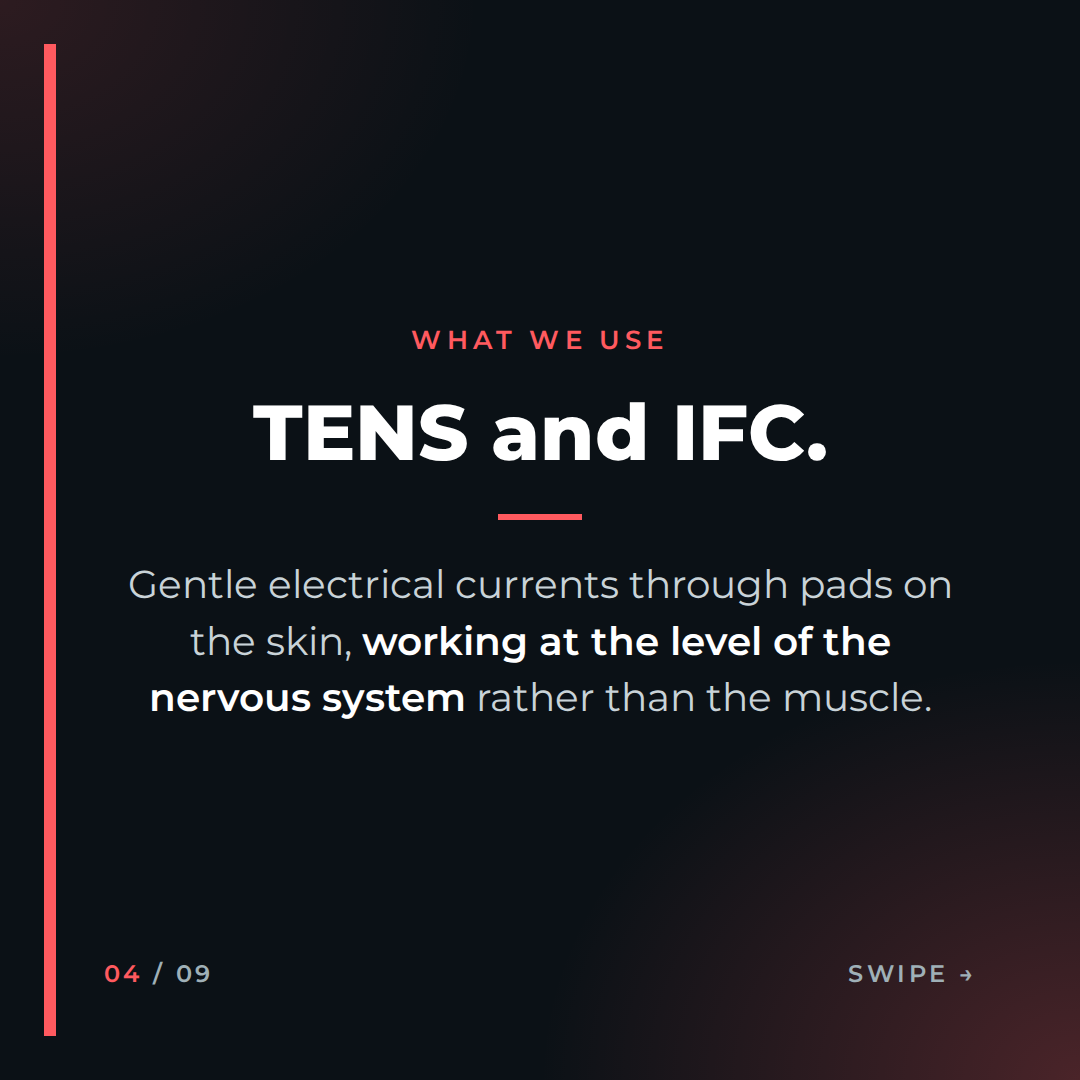 WHAT WE USE
TENS and IFC.
Gentle electrical currents through pads on
the skin, working at the level of the
nervous system rather than the muscle.
04 / 09
SWIPE →